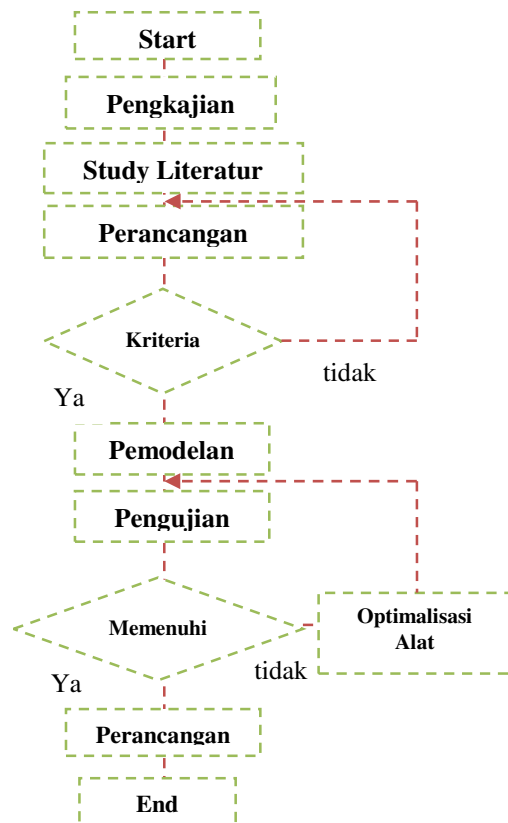 Start
Pengkajian
Study Literatur
Perancangan
Kriteria
tidak
Ya
Pemodelan
Pengujian
Memenuhi
Optimalisasi
Alat
tidak
Ya
Perancangan
End